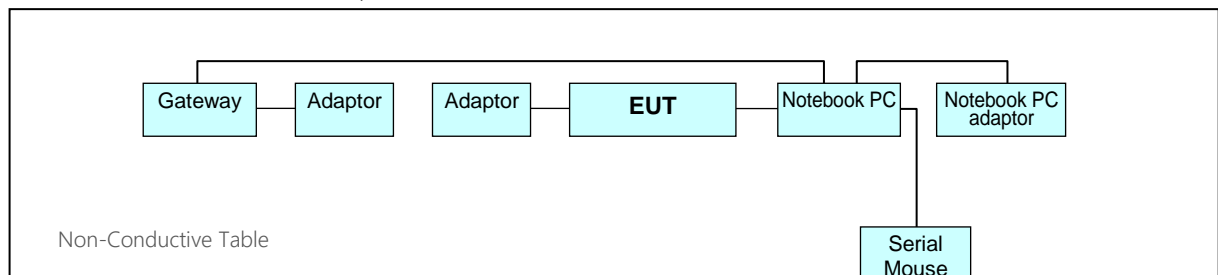 Gateway
Adaptor
Adaptor
EUT
Notebook PC
Notebook PC
adaptor
Non-Conductive Table
Serial
Mouse